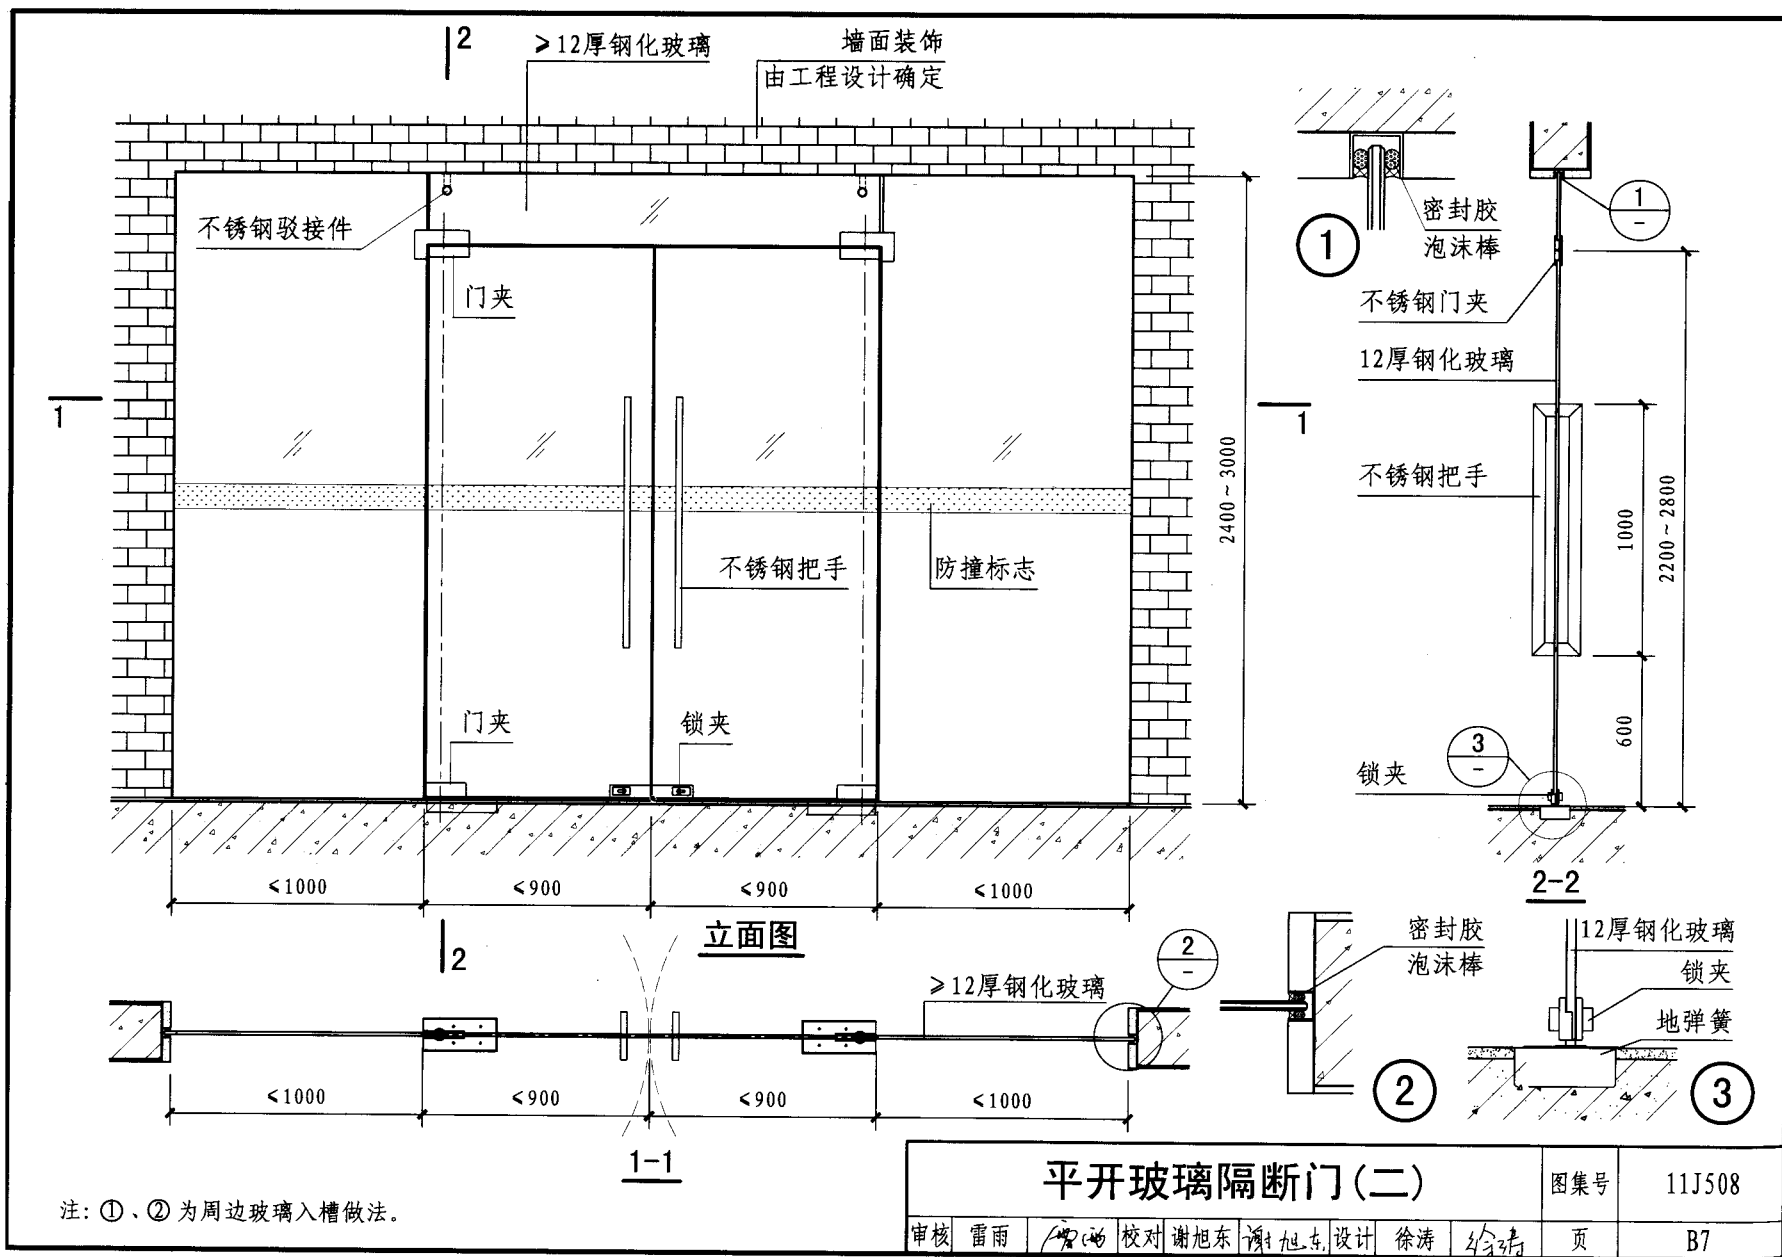 2
≥12厚钢化玻璃
墙面装饰
由工程设计确定
不锈钢驳接件
门夹
1
1
不锈钢把手
防撞标志
门夹
锁夹
2400~3000
≤1000
≤900
≤900
≤1000
立面图
2
密封胶
泡沫棒
1
1
-
不锈钢门夹
12厚钢化玻璃
不锈钢把手
1000
2200~2800
600
3
-
锁夹
2-2
≥12厚钢化玻璃
2
-
≤1000
≤900
≤900
≤1000
1-1
密封胶
泡沫棒
2
12厚钢化玻璃
锁夹
地弹簧
3
注: ①、② 为周边玻璃入槽做法。
平开玻璃隔断门(二) 图集号 11J508
审核 雷雨 校对 谢旭东 谢旭东 设计 徐涛 徐涛 页 B7